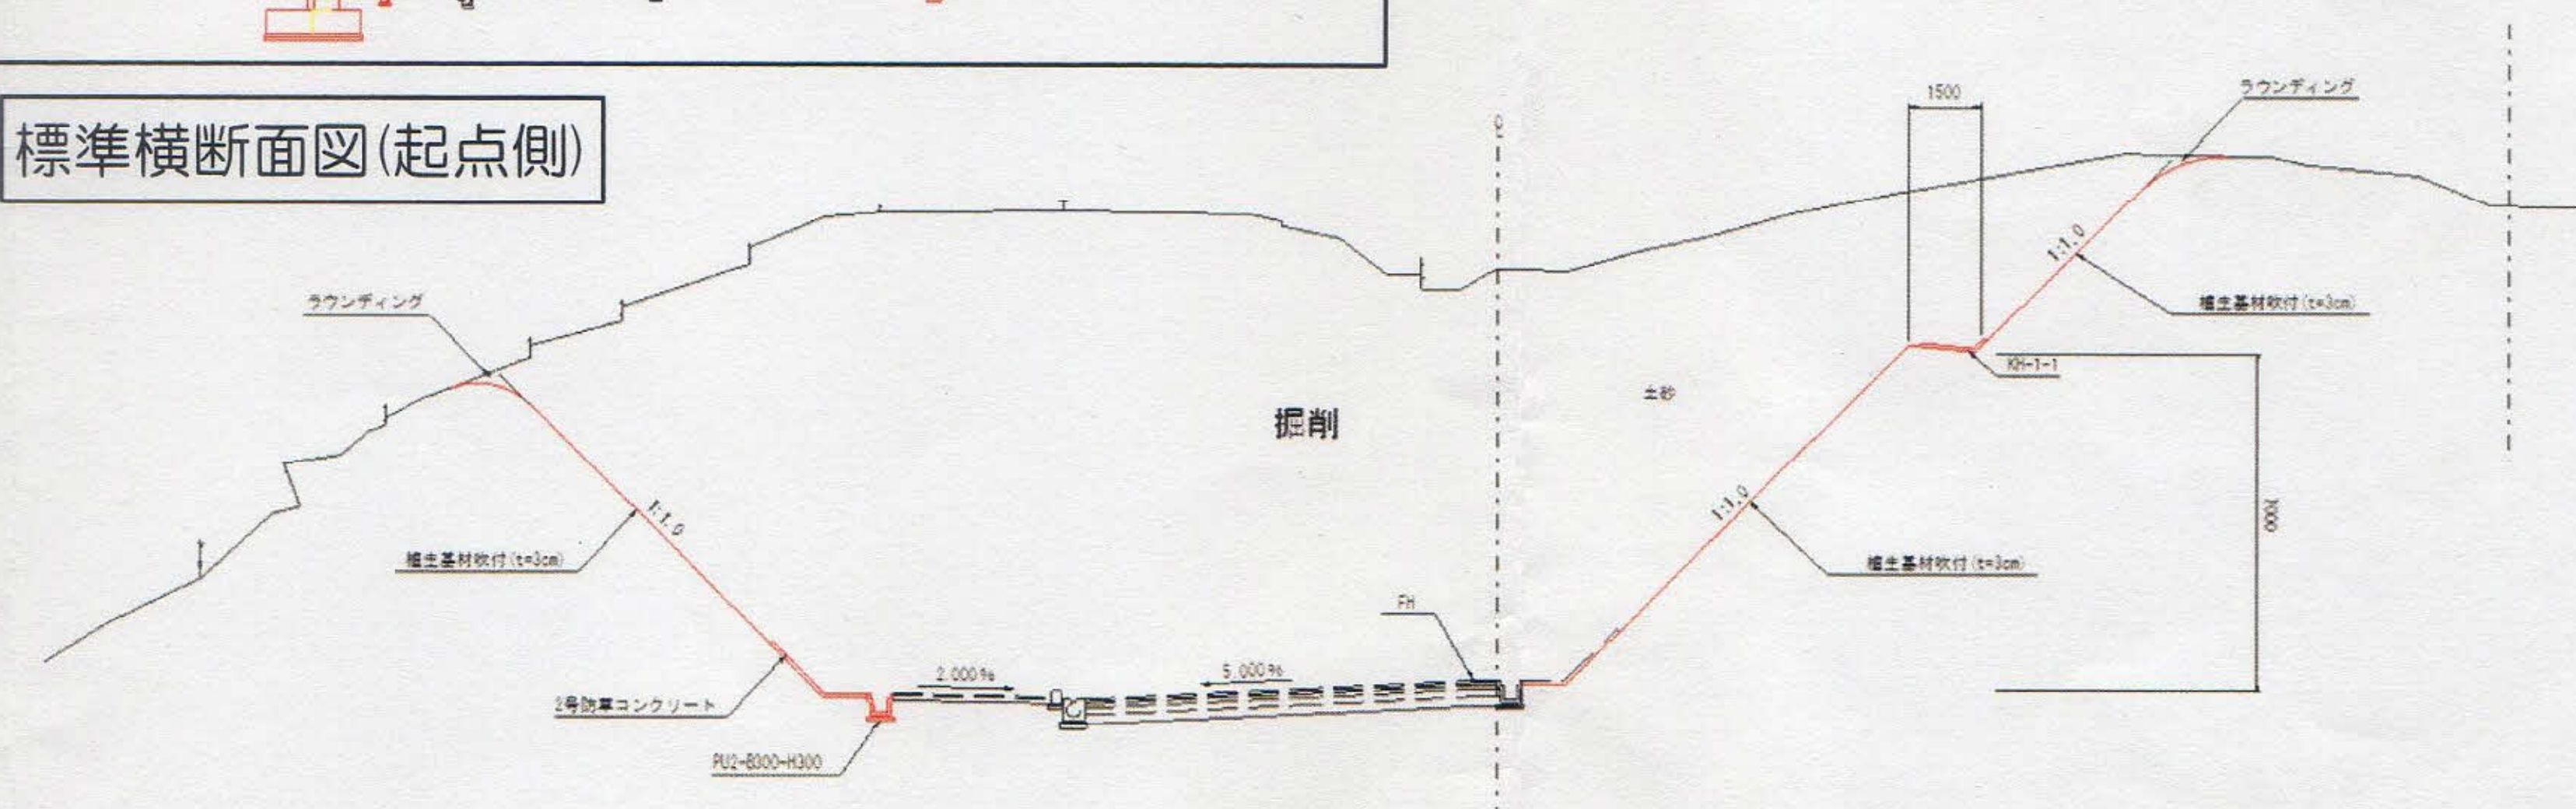 標準横断面図(起点側)
1500
ラウンディング
℄
1:1.0
植生基材吹付(t=3cm)
ラウンディング
KH-1-1
土砂
掘削
1:1.0
植生基材吹付(t=3cm)
7000
1:1.0
植生基材吹付(t=3cm)
FH
2.000%
5.000%
2号防草コンクリート
PU2-B300-H300